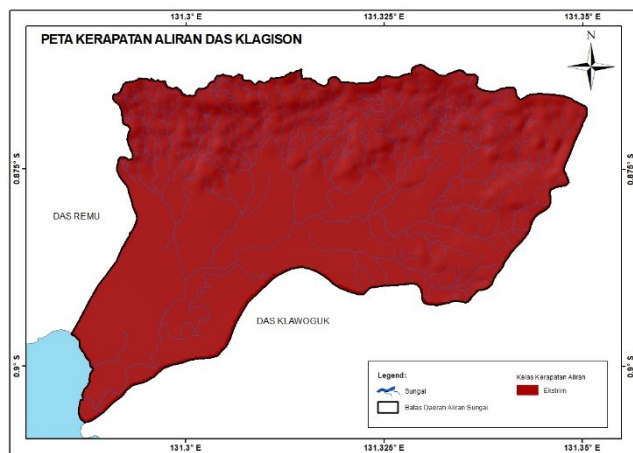 131.3° E
131.325° E
131.35° E
PETA KERAPATAN ALIRAN DAS KLAGISON
N
0.875° S
0.875° S
DAS REMU
DAS KLAWOGUK
0.9° S
0.9° S
Legend:
Kelas Kerapatan Aliran
Sungai
Ekstrim
Batas Daerah Aliran Sungai
131.3° E
131.325° E
131.35° E